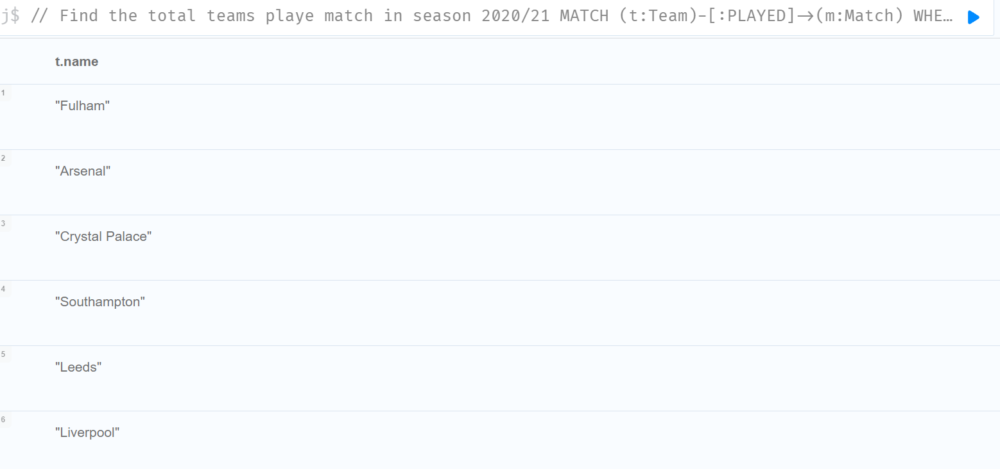 j$ // Find the total teams playe match in season 2020/21 MATCH (t:Team)-[:PLAYED]→(m:Match) WHE…
t.name
1
"Fulham"
2
"Arsenal"
3
"Crystal Palace"
4
"Southampton"
5
"Leeds"
6
"Liverpool"